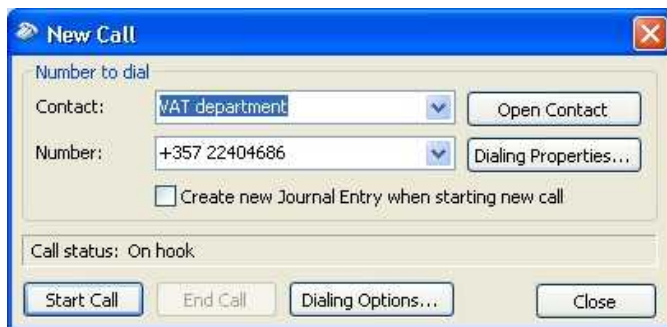 New Call
Number to dial
Contact: VAT department Open Contact
Number: +357 22404686 Dialing Properties...
Create new Journal Entry when starting new call
Call status: On hook
Start Call End Call Dialing Options... Close